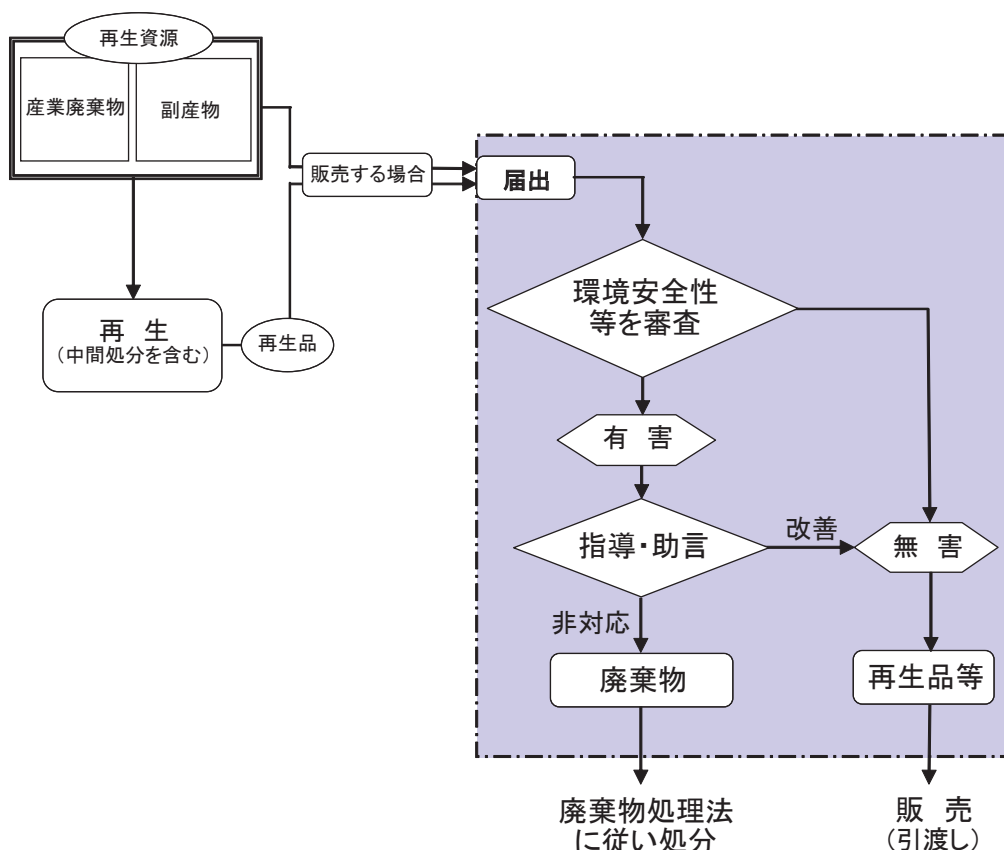 再生資源
産業廃棄物
副産物
販売する場合
届出
環境安全性
等を審査
再 生
(中間処分を含む)
再生品
有 害
指導・助言
改善
無 害
非対応
廃棄物
再生品等
廃棄物処理法
に従い処分
販 売
(引渡し)